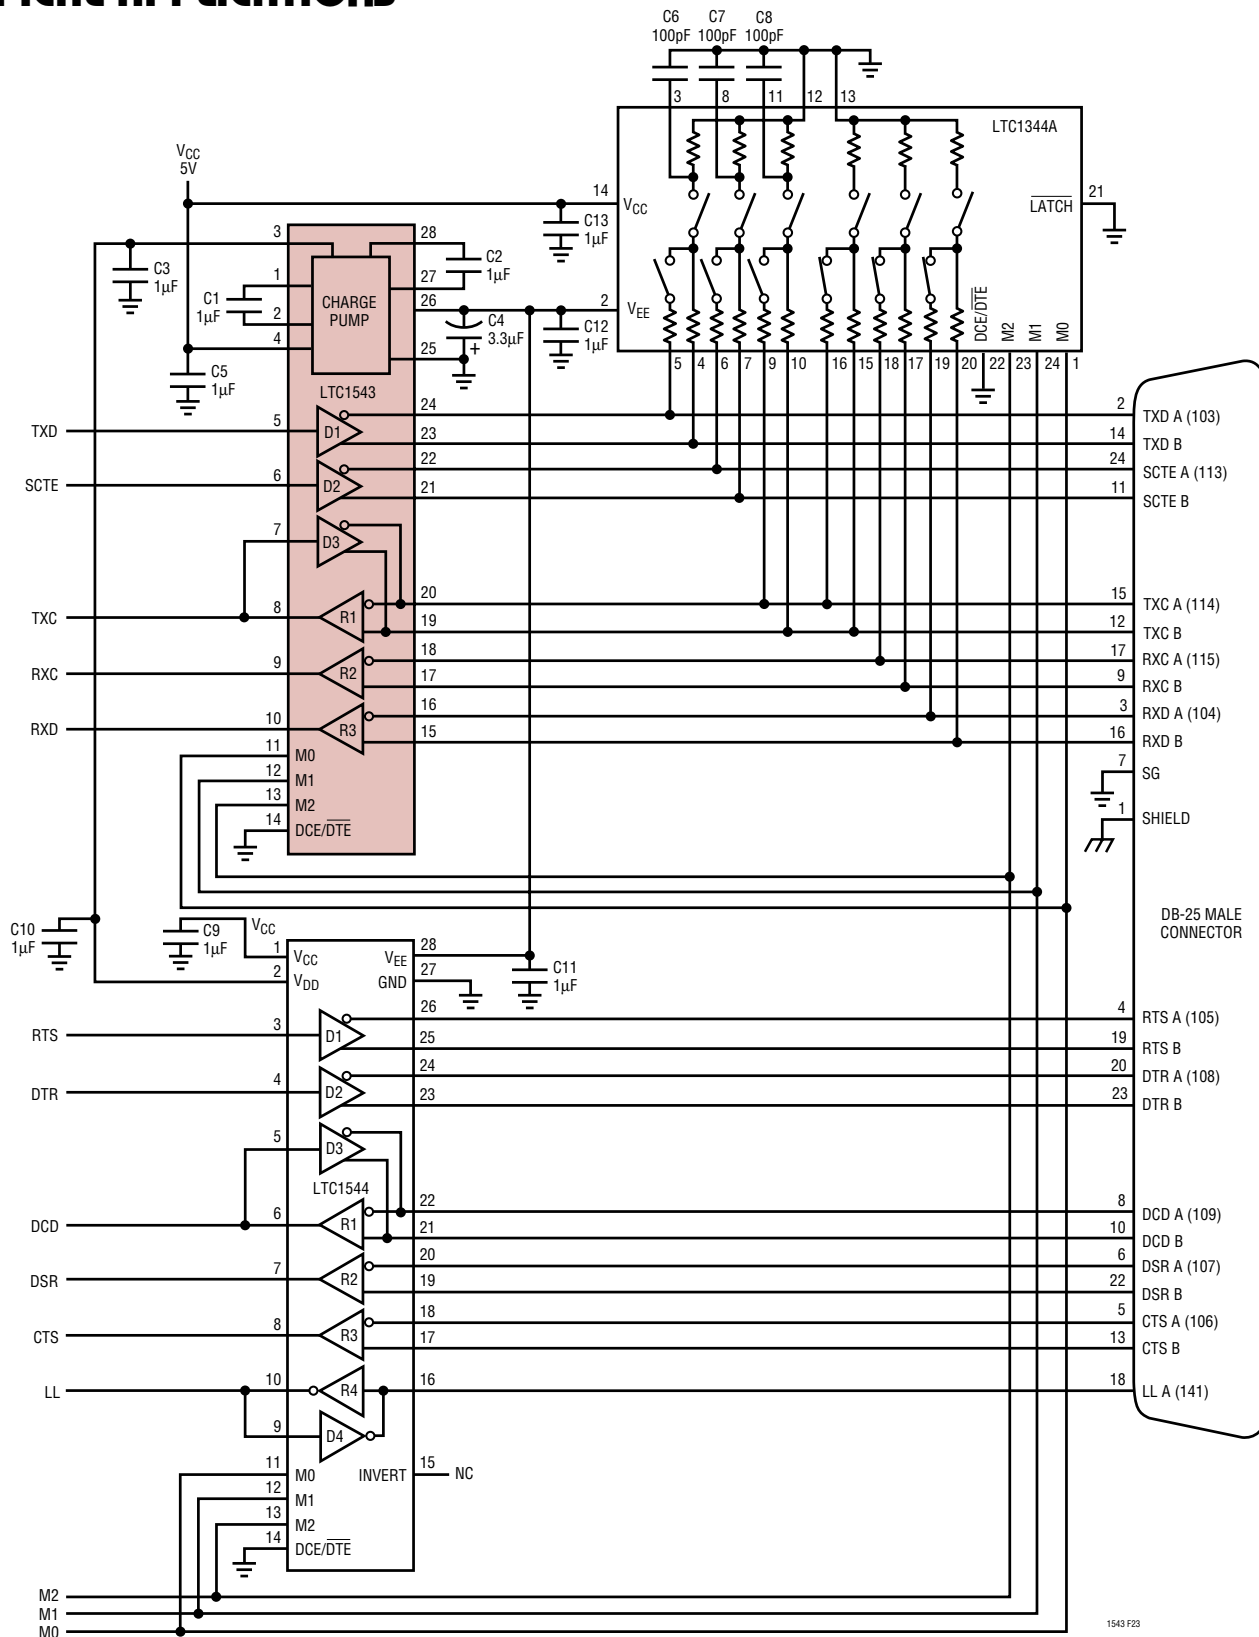 C6 C7 C8
100pF 100pF 100pF
3 8 11 12 13
LTC1344A
VCC
5V
14
VCC
LATCH
21
C13
1µF
3
28
C3
1µF
C2
1µF
1
27
C1
1µF
CHARGE
PUMP
26
2
VEE
2
C4
3.3µF
+
C12
1µF
4
25
C5
1µF
DCE/DTE
M2
M1
M0
5 4 6 7 9 10 16 15 18 17 19 20 22 23 24 1
LTC1543
TXD
5
D1
24
23
2
TXD A (103)
14
TXD B
SCTE
6
D2
22
21
24
SCTE A (113)
11
SCTE B
7
D3
TXC
8
R1
20
19
15
TXC A (114)
12
TXC B
RXC
9
R2
18
17
17
RXC A (115)
9
RXC B
RXD
10
R3
16
15
3
RXD A (104)
16
RXD B
11
M0
12
M1
13
M2
14
DCE/DTE
7
SG
1
SHIELD
DB-25 MALE
CONNECTOR
C10
1µF
C9
1µF
VCC
1
VCC
2
VDD
VEE
28
GND
27
C11
1µF
RTS
3
D1
26
25
4
RTS A (105)
19
RTS B
DTR
4
D2
24
23
20
DTR A (108)
23
DTR B
5
D3
LTC1544
DCD
6
R1
22
21
8
DCD A (109)
10
DCD B
DSR
7
R2
20
19
6
DSR A (107)
22
DSR B
CTS
8
R3
18
17
5
CTS A (106)
13
CTS B
LL
10
R4
16
18
LL A (141)
9
D4
11
M0
INVERT
15
NC
12
M1
13
M2
14
DCE/DTE
M2
M1
M0
1543 F23